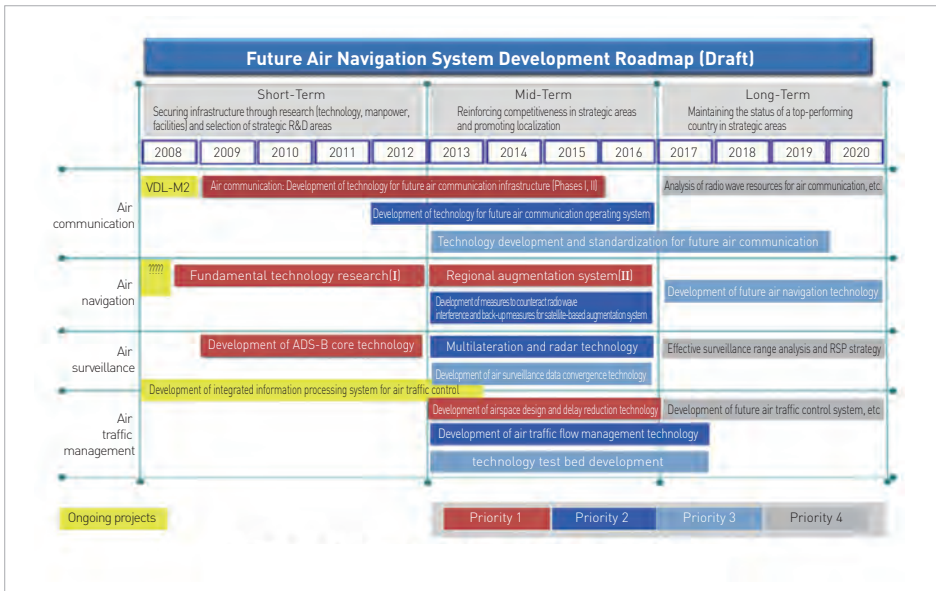 Future Air Navigation System Development Roadmap (Draft)
Short-Term
Securing infrastructure through research (technology, manpower,
facilities) and selection of strategic R&D areas
Mid-Term
Reinforcing competitiveness in strategic areas
and promoting localization
Long-Term
Maintaining the status of a top-performing
country in strategic areas
2008 2009 2010 2011 2012 2013 2014 2015 2016 2017 2018 2019 2020
Air
communication
VDL-M2
Air communication: Development of technology for future air communication infrastructure (Phases I, II)
Analysis of radio wave resources for air communication, etc.
Development of technology for future air communication operating system
Technology development and standardization for future air communication
Air
navigation
?????
Fundamental technology research(I)
Regional augmentation system(II)
Development of measures to counteract radio wave
interference and back-up measures for satellite-based augmentation system
Development of future air navigation technology
Air
surveillance
Development of ADS-B core technology
Multilateration and radar technology
Effective surveillance range analysis and RSP strategy
Development of air surveillance data convergence technology
Development of integrated information processing system for air traffic control
Air
traffic
management
Development of airspace design and delay reduction technology
Development of future air traffic control system, etc
Development of air traffic flow management technology
technology test bed development
Ongoing projects
Priority 1
Priority 2
Priority 3
Priority 4